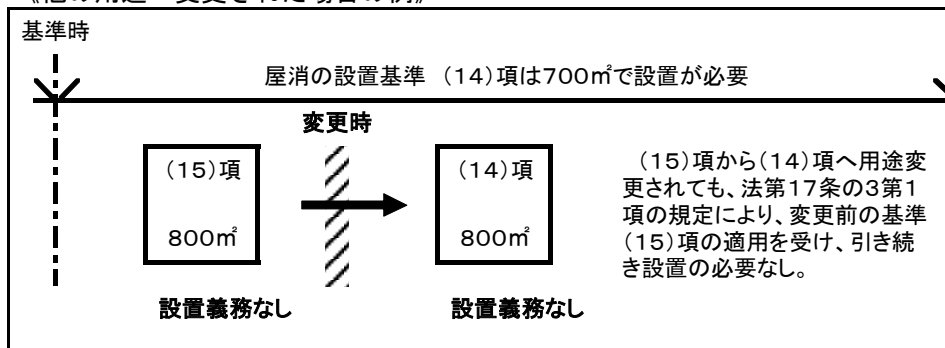 《他の用途へ変更された場合の例》
基準時
屋消の設置基準 (14)項は700㎡で設置が必要
変更時
(15)項
800㎡
(14)項
800㎡
(15)項から(14)項へ用途変
更されても、法第17条の3第1
項の規定により、変更前の基準
(15)項の適用を受け、引き続
き設置の必要なし。
設置義務なし
設置義務なし